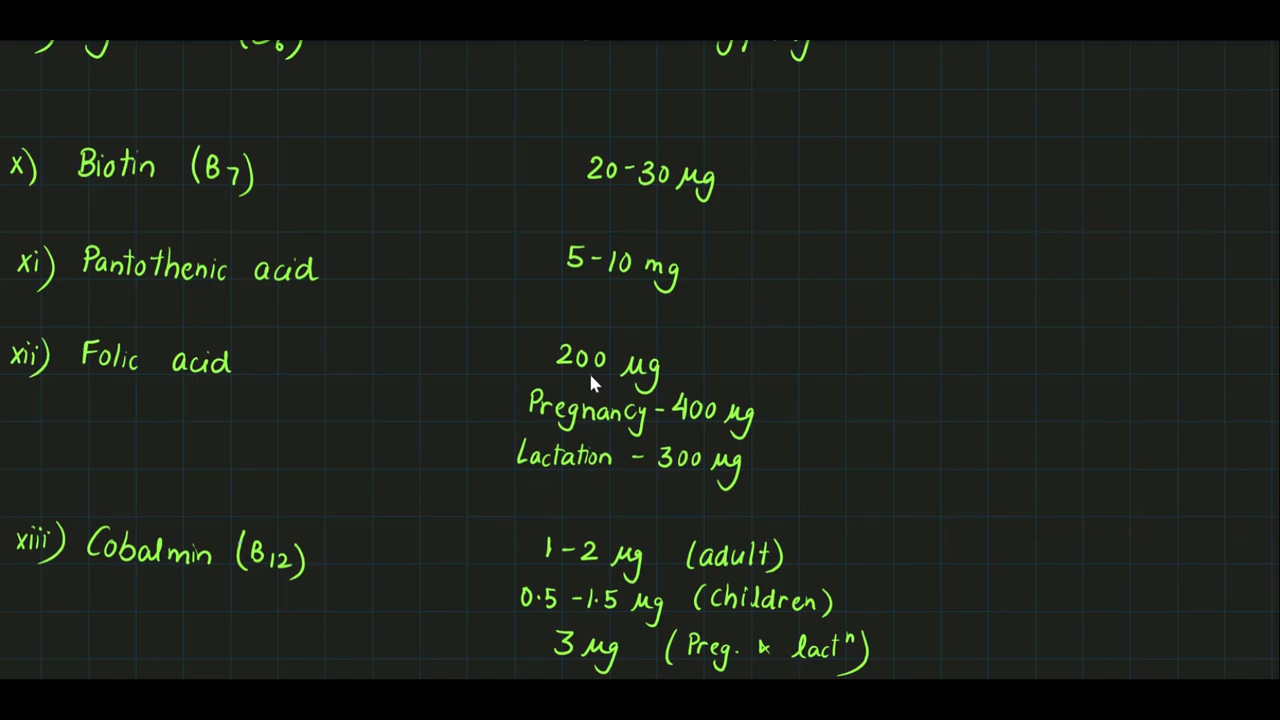 x) Biotin (B7) 20-30 µg
xi) Pantothenic acid 5-10 mg
xii) Folic acid 200 µg
Pregnancy - 400 µg
Lactation - 300 µg
xiii) Cobalmin (B12) 1-2 µg (adult)
0.5 -1.5 µg (Children)
3 µg (Preg. & lactⁿ)